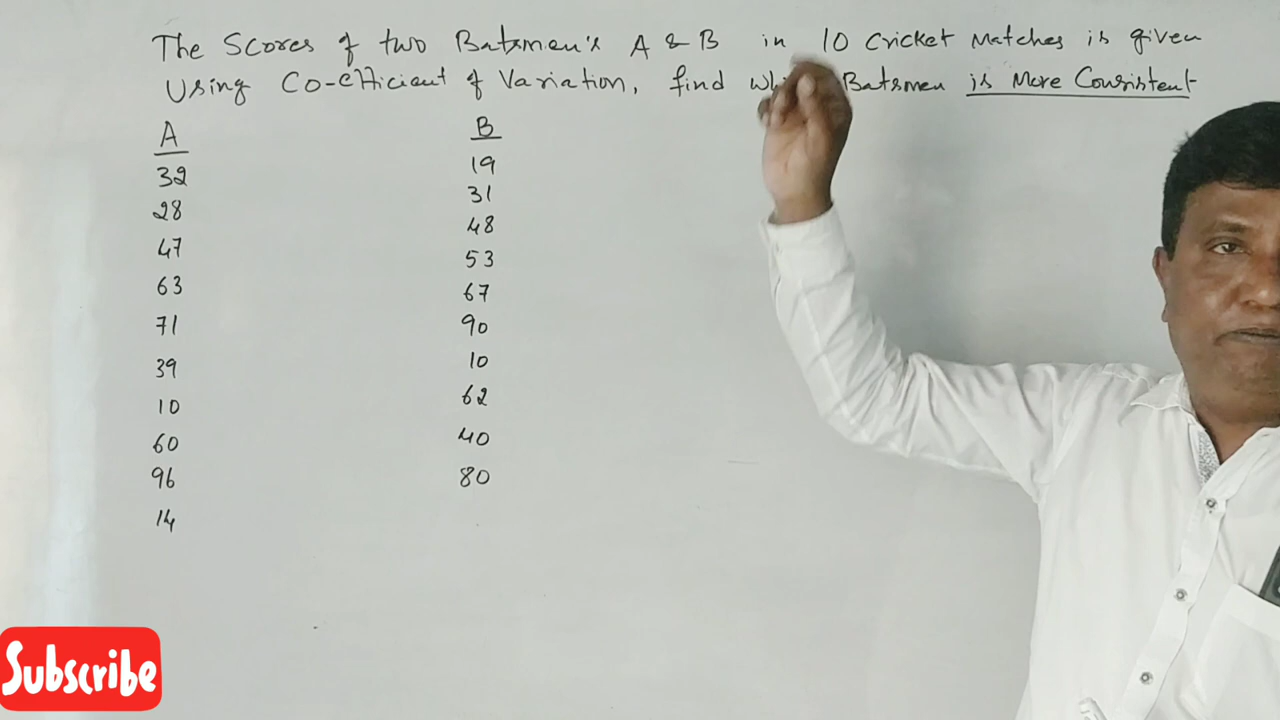 The Scores of two Batsmen's A & B in 10 Cricket Matches is given
Using Co-efficient of Variation, find Batsmen is More Consistent
A B
32 19
28 31
47 48
63 53
71 67
39 90
10 10
60 62
96 40
14 80
Subscribe